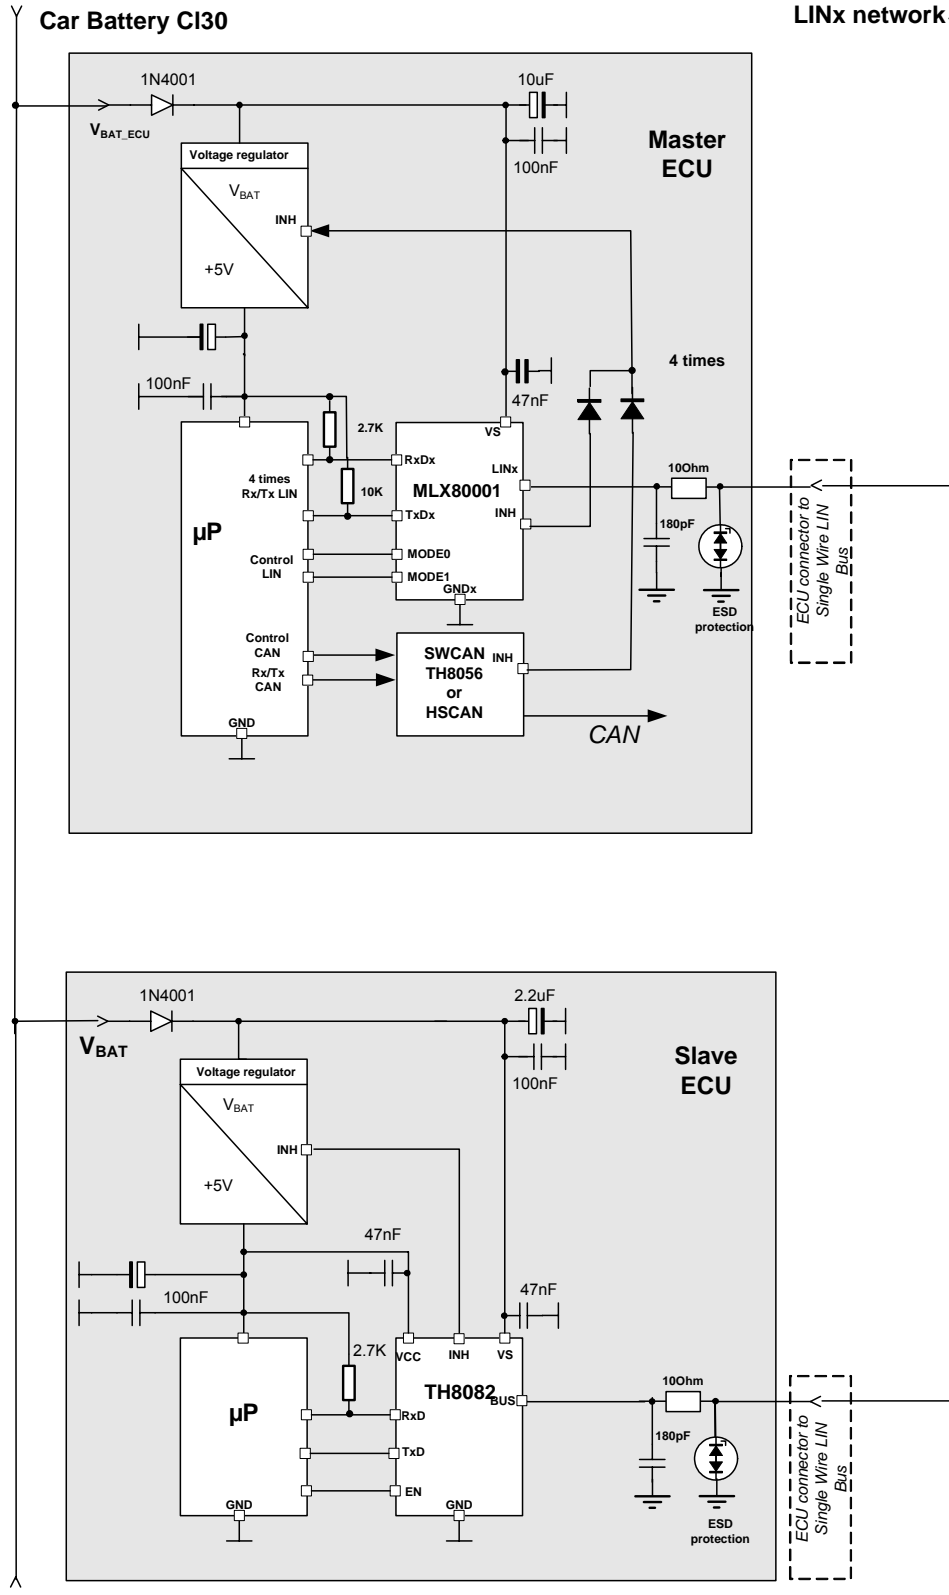 Car Battery Cl30
LINx network
1N4001
10uF
V_BAT_ECU
Master
ECU
100nF
Voltage regulator
V_BAT
INH
+5V
4 times
100nF
47nF
2.7K
VS
RxDx
LINx
10Ohm
4 times
Rx/Tx LIN
10K
MLX80001
TxDx
INH
180pF
µP
Control
LIN
MODE0
MODE1
GNDx
ESD
protection
ECU connector to
Single Wire LIN
Bus
Control
CAN
Rx/Tx
CAN
SWCAN
TH8056
or
HSCAN
INH
GND
CAN
1N4001
2.2uF
V_BAT
Slave
ECU
100nF
Voltage regulator
V_BAT
INH
+5V
47nF
100nF
47nF
2.7K
VCC
INH
VS
TH8082
BUS
10Ohm
µP
RxD
180pF
TxD
EN
GND
GND
ESD
protection
ECU connector to
Single Wire LIN
Bus